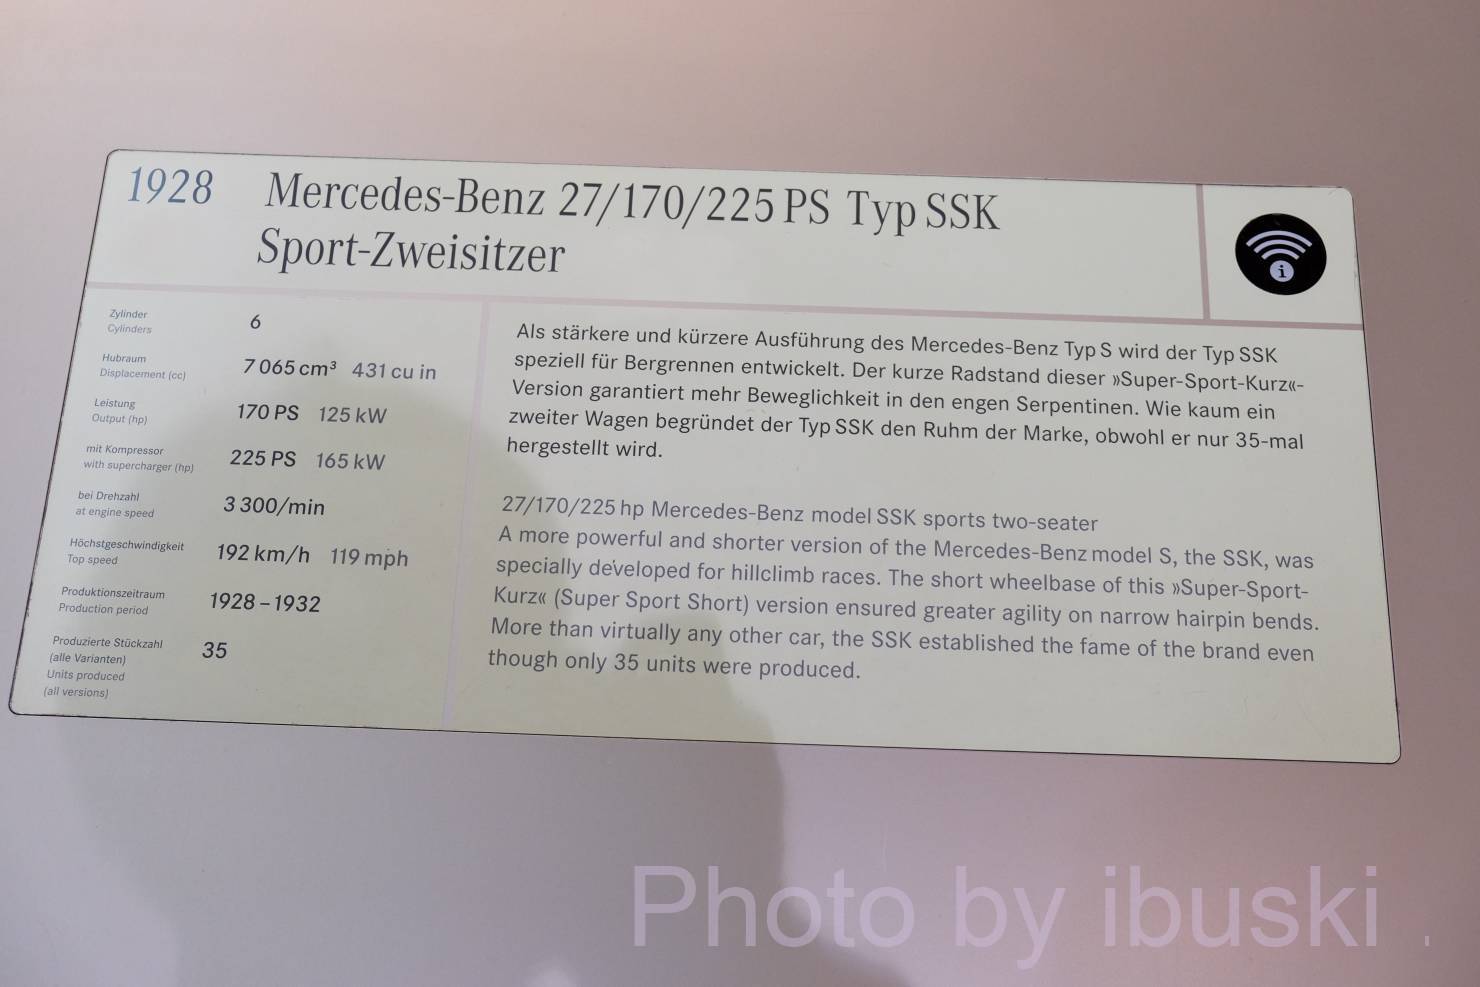 1928
Mercedes-Benz 27/170/225 PS Typ SSK
Sport-Zweisitzer
Zylinder
Cylinders
6
Hubraum
Displacement (cc)
7 065 cm³ 431 cu in
Leistung
Output (hp)
170 PS 125 kW
mit Kompressor
with supercharger (hp)
225 PS 165 kW
bei Drehzahl
at engine speed
3 300/min
Höchstgeschwindigkeit
Top speed
192 km/h 119 mph
Produktionszeitraum
Production period
1928 – 1932
Produzierte Stückzahl
(alle Varianten)
Units produced
(all versions)
35
Als stärkere und kürzere Ausführung des Mercedes-Benz Typ S wird der Typ SSK
speziell für Bergrennen entwickelt. Der kurze Radstand dieser »Super-Sport-Kurz«-
Version garantiert mehr Beweglichkeit in den engen Serpentinen. Wie kaum ein
zweiter Wagen begründet der Typ SSK den Ruhm der Marke, obwohl er nur 35-mal
hergestellt wird.
27/170/225 hp Mercedes-Benz model SSK sports two-seater
A more powerful and shorter version of the Mercedes-Benz model S, the SSK, was
specially developed for hillclimb races. The short wheelbase of this »Super-Sport-
Kurz« (Super Sport Short) version ensured greater agility on narrow hairpin bends.
More than virtually any other car, the SSK established the fame of the brand even
though only 35 units were produced.
i
Photo by ibuski .